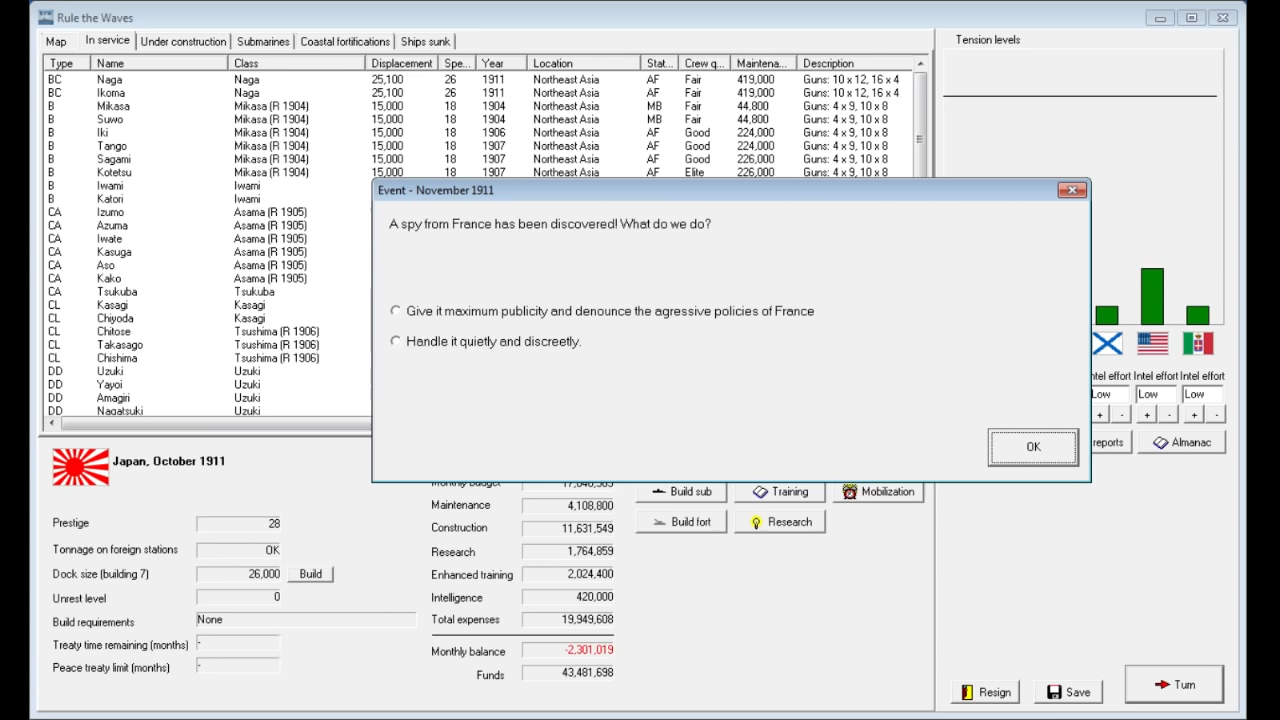 Rule the Waves
Map In service Under construction Submarines Coastal fortifications Ships sunk
Tension levels
Type Name Class Displacement Spe... Year Location Stat... Crew q... Maintena... Description
BC Naga Naga 25,100 26 1911 Northeast Asia AF Fair 419,000 Guns: 10 x 12, 16 x 4
BC Ikoma Naga 25,100 26 1911 Northeast Asia AF Fair 419,000 Guns: 10 x 12, 16 x 4
B Mikasa Mikasa (R 1904) 15,000 18 1904 Northeast Asia MB Fair 44,800 Guns: 4 x 9, 10 x 8
B Suwo Mikasa (R 1904) 15,000 18 1904 Northeast Asia MB Fair 44,800 Guns: 4 x 9, 10 x 8
B Iki Mikasa (R 1904) 15,000 18 1906 Northeast Asia AF Good 224,000 Guns: 4 x 9, 10 x 8
B Tango Mikasa (R 1904) 15,000 18 1907 Northeast Asia AF Good 224,000 Guns: 4 x 9, 10 x 8
B Sagami Mikasa (R 1904) 15,000 18 1907 Northeast Asia AF Good 226,000 Guns: 4 x 9, 10 x 8
B Kotetsu Mikasa (R 1904) 15,000 18 1907 Northeast Asia AF Elite 226,000 Guns: 4 x 9, 10 x 8
B Iwami Iwami
B Katori Iwami
CA Izumo Asama (R 1905)
CA Azuma Asama (R 1905)
CA Iwate Asama (R 1905)
CA Kasuga Asama (R 1905)
CA Aso Asama (R 1905)
CA Kako Asama (R 1905)
CA Tsukuba Tsukuba
CL Kasagi Kasagi
CL Chiyoda Kasagi
CL Chitose Tsushima (R 1906)
CL Takasago Tsushima (R 1906)
CL Chishima Tsushima (R 1906)
DD Uzuki Uzuki
DD Yayoi Uzuki
DD Amagiri Uzuki
DD Nagatsuki Uzuki
Event - November 1911
A spy from France has been discovered! What do we do?
Give it maximum publicity and denounce the agressive policies of France
Handle it quietly and discreetly.
OK
ntel effort Intel effort Intel effort
Low Low Low
+ - + - + -
reports Almanac
Japan, October 1911
Prestige 28
Tonnage on foreign stations OK
Dock size (building 7) 26,000 Build
Unrest level 0
Build requirements None
Treaty time remaining (months) -
Peace treaty limit (months) -
Monthly budget
Maintenance 4,108,800
Construction 11,631,549
Research 1,764,859
Enhanced training 2,024,400
Intelligence 420,000
Total expenses 19,949,608
Monthly balance -2,301,019
Funds 43,481,698
Build sub Training Mobilization
Build fort Research
Resign Save Turn